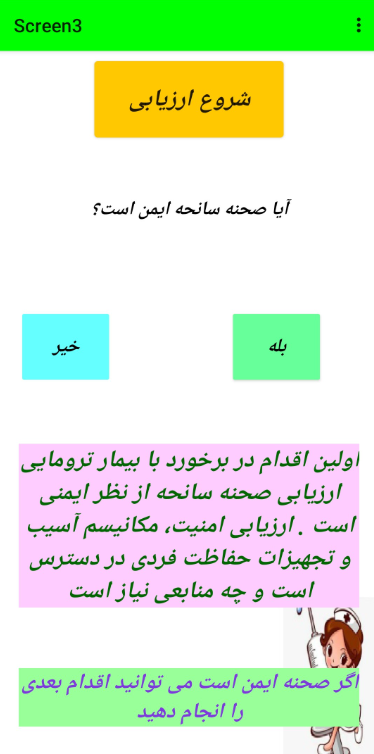 Screen3
شروع ارزیابی
آیا صحنه سانحه ایمن است؟
بله
خیر
اولین اقدام در برخورد با بیمار ترومایی
ارزیابی صحنه سانحه از نظر ایمنی
است . ارزیابی امنیت، مکانیسم آسیب
و تجهیزات حفاظت فردی در دسترس
است و چه منابعی نیاز است
اگر صحنه ایمن است می توانید اقدام بعدی
را انجام دهید